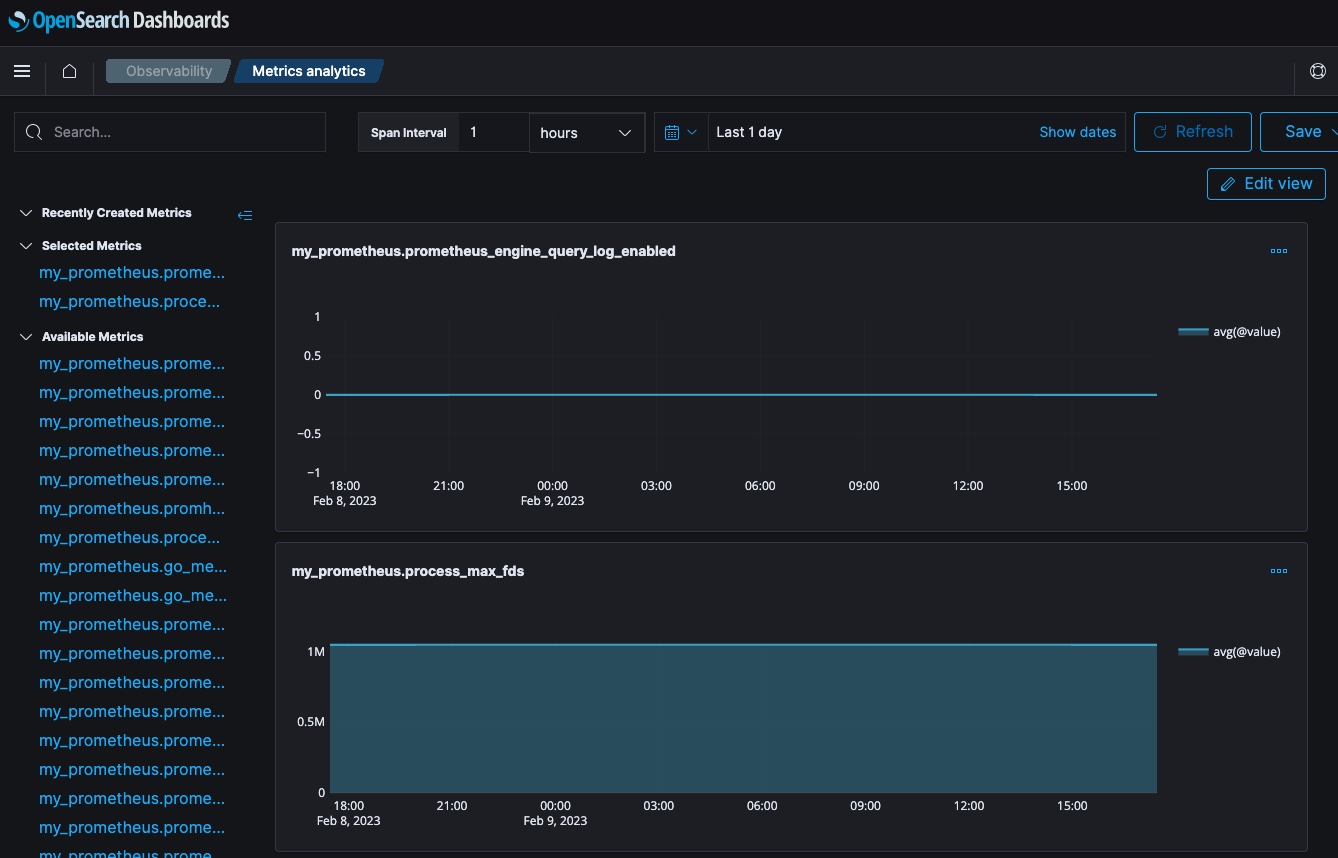 OpenSearch Dashboards
Observability
Metrics analytics
Search...
Span Interval
1
hours
Last 1 day
Show dates
Refresh
Save
Edit view
Recently Created Metrics
Selected Metrics
my_prometheus.prome...
my_prometheus.proce...
Available Metrics
my_prometheus.prome...
my_prometheus.prome...
my_prometheus.prome...
my_prometheus.prome...
my_prometheus.prome...
my_prometheus.promh...
my_prometheus.proce...
my_prometheus.go_me...
my_prometheus.go_me...
my_prometheus.prome...
my_prometheus.prome...
my_prometheus.prome...
my_prometheus.prome...
my_prometheus.prome...
my_prometheus.prome...
my_prometheus.prome...
my_prometheus.prome...
my_prometheus.prome...
my_prometheus.prometheus_engine_query_log_enabled
1
0.5
0
−0.5
−1
18:00 21:00 00:00 03:00 06:00 09:00 12:00 15:00
Feb 8, 2023 Feb 9, 2023
avg(@value)
my_prometheus.process_max_fds
1M
0.5M
0
18:00 21:00 00:00 03:00 06:00 09:00 12:00 15:00
Feb 8, 2023 Feb 9, 2023
avg(@value)